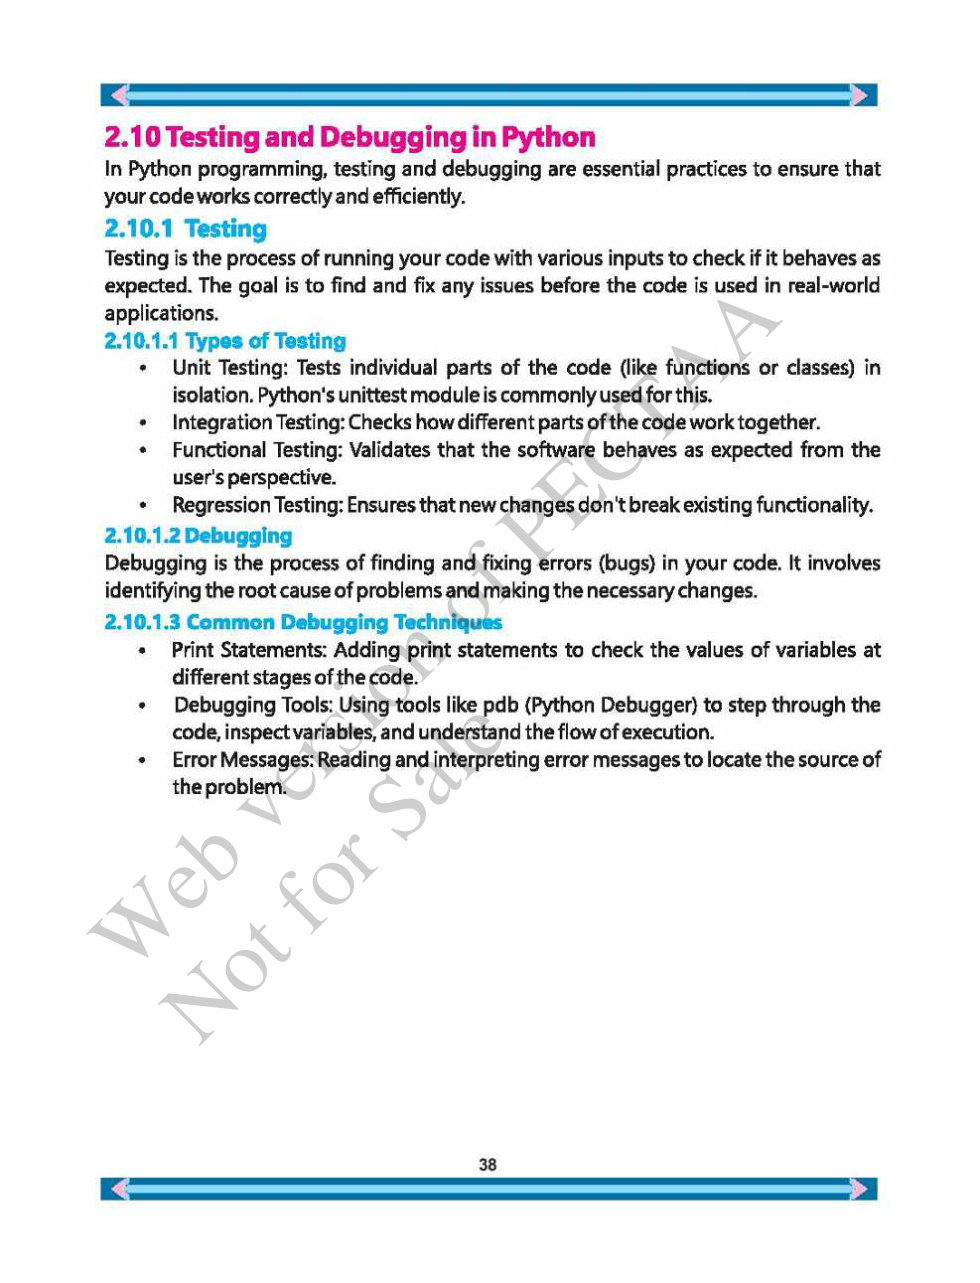 2.10 Testing and Debugging in Python
In Python programming, testing and debugging are essential practices to ensure that
your code works correctly and efficiently.
2.10.1 Testing
Testing is the process of running your code with various inputs to check if it behaves as
expected. The goal is to find and fix any issues before the code is used in real-world
applications.
2.10.1.1 Types of Testing
• Unit Testing: Tests individual parts of the code (like functions or classes) in
isolation. Python's unittest module is commonly used for this.
• Integration Testing: Checks how different parts of the code work together.
• Functional Testing: Validates that the software behaves as expected from the
user's perspective.
• Regression Testing: Ensures that new changes don't break existing functionality.
2.10.1.2 Debugging
Debugging is the process of finding and fixing errors (bugs) in your code. It involves
identifying the root cause of problems and making the necessary changes.
2.10.1.3 Common Debugging Techniques
• Print Statements: Adding print statements to check the values of variables at
different stages of the code.
• Debugging Tools: Using tools like pdb (Python Debugger) to step through the
code, inspect variables, and understand the flow of execution.
• Error Messages: Reading and interpreting error messages to locate the source of
the problem.
Web version of PECTAA
Not for Sale
38